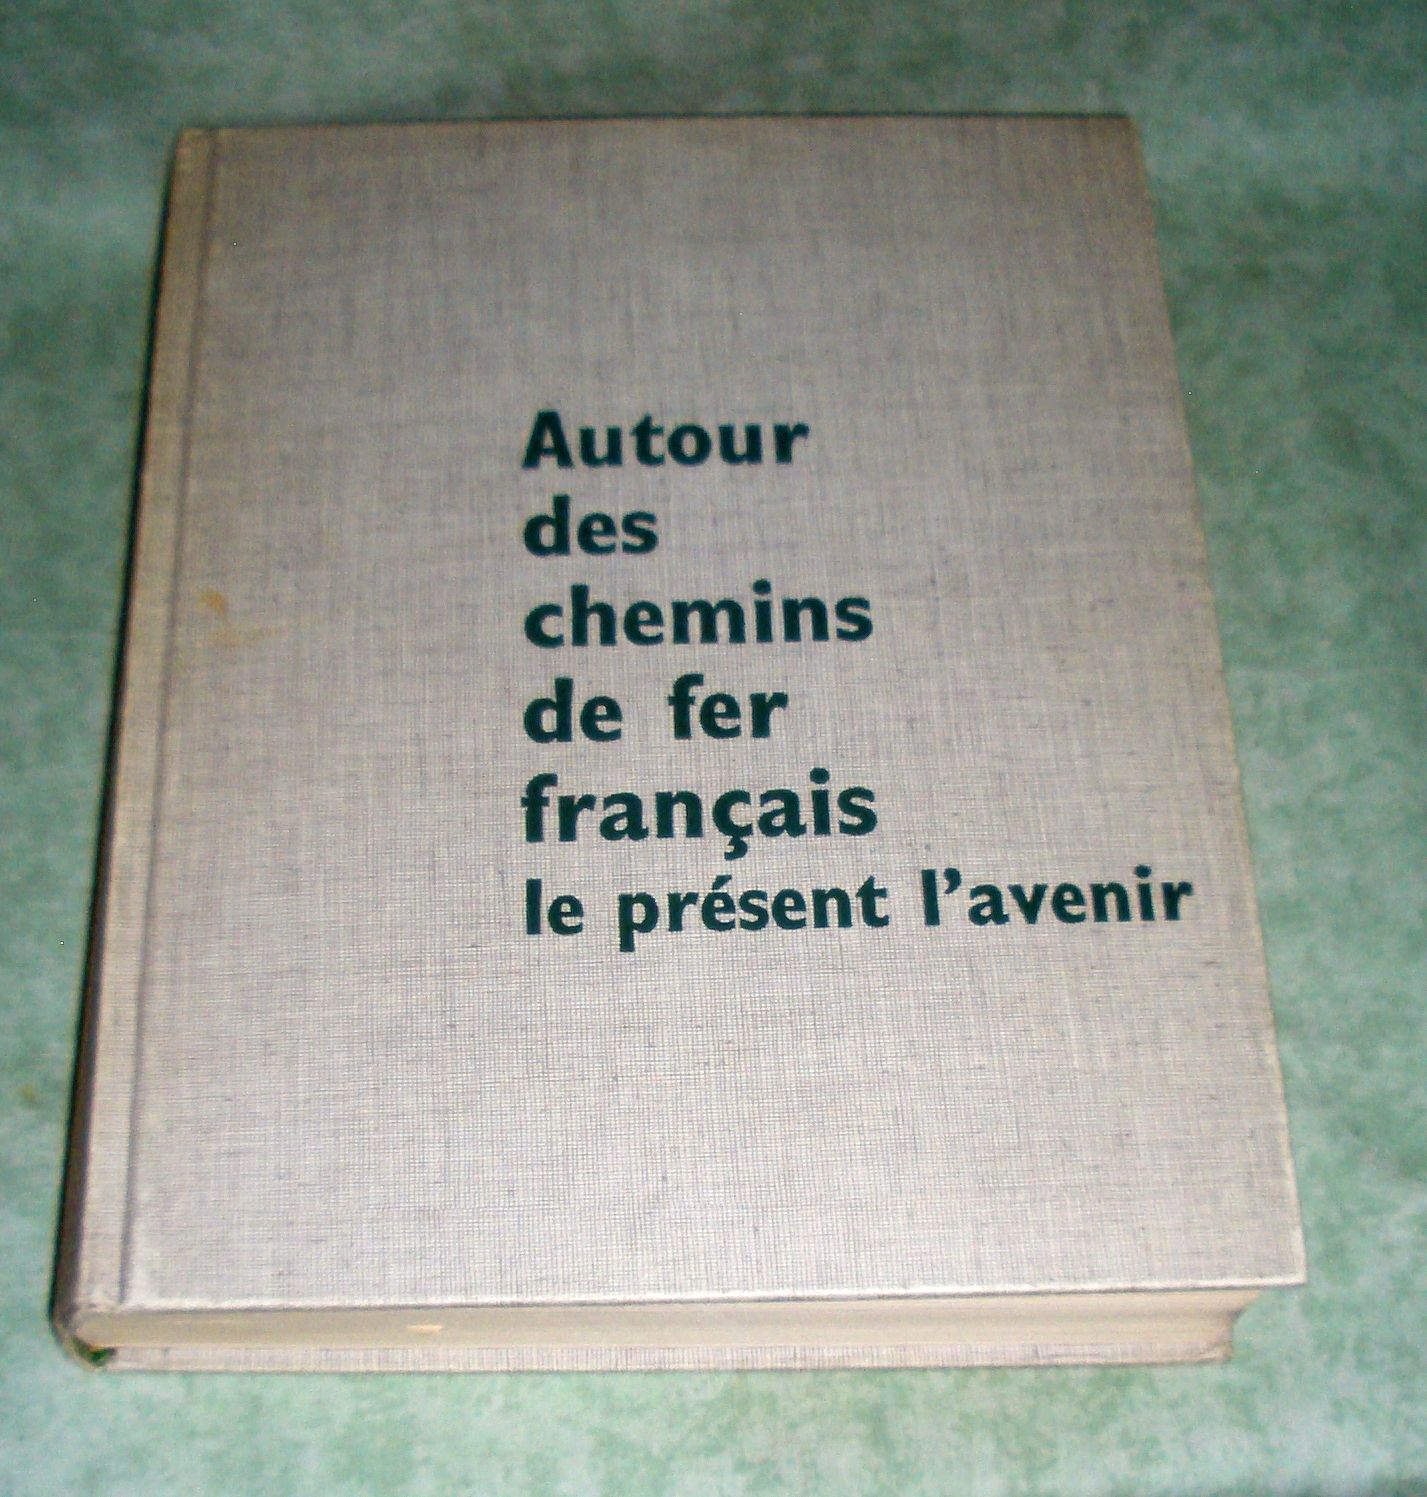 Autour
des
chemins
de fer
français
le présent l'avenir